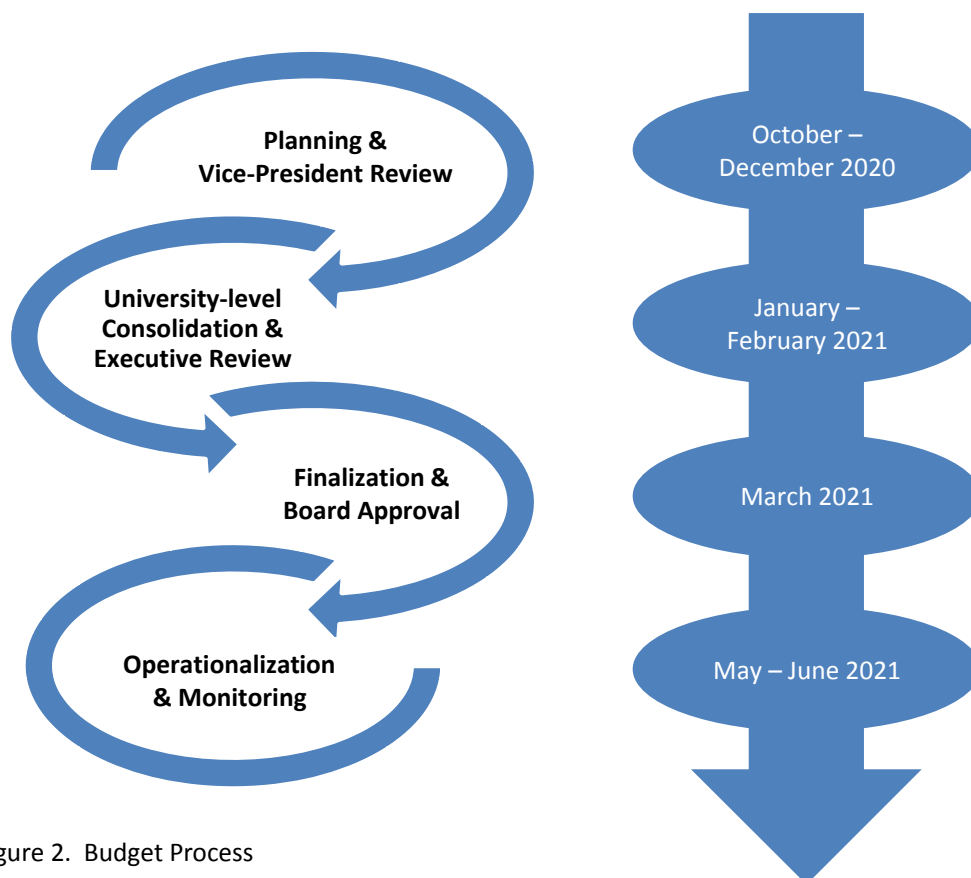 Planning &
Vice-President Review
October –
December 2020
University-level
Consolidation &
Executive Review
January –
February 2021
Finalization &
Board Approval
March 2021
Operationalization
& Monitoring
May – June 2021
gure 2. Budget Process